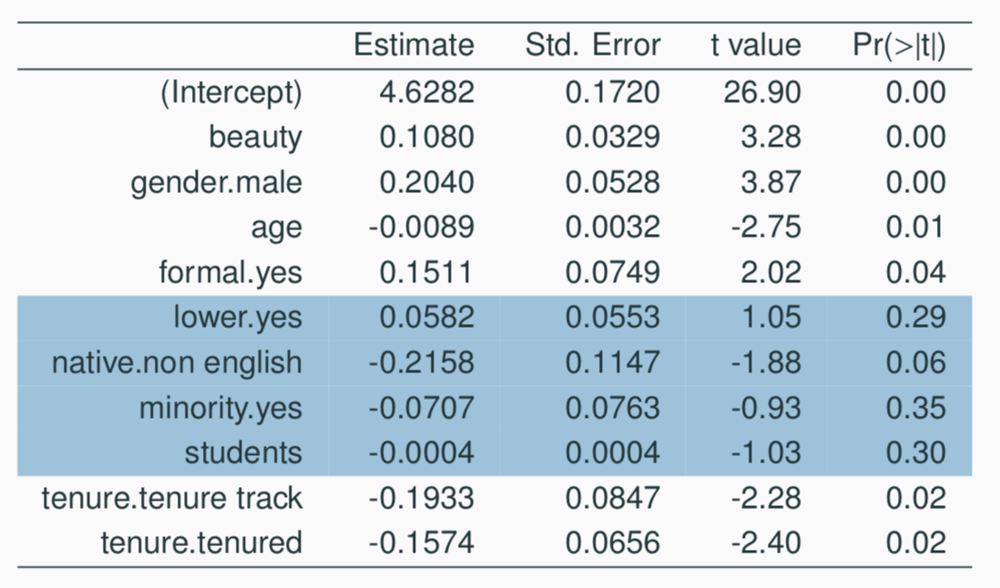 Estimate Std. Error t value Pr(>|t|)
(Intercept) 4.6282 0.1720 26.90 0.00
beauty 0.1080 0.0329 3.28 0.00
gender.male 0.2040 0.0528 3.87 0.00
age -0.0089 0.0032 -2.75 0.01
formal.yes 0.1511 0.0749 2.02 0.04
lower.yes 0.0582 0.0553 1.05 0.29
native.non english -0.2158 0.1147 -1.88 0.06
minority.yes -0.0707 0.0763 -0.93 0.35
students -0.0004 0.0004 -1.03 0.30
tenure.tenure track -0.1933 0.0847 -2.28 0.02
tenure.tenured -0.1574 0.0656 -2.40 0.02